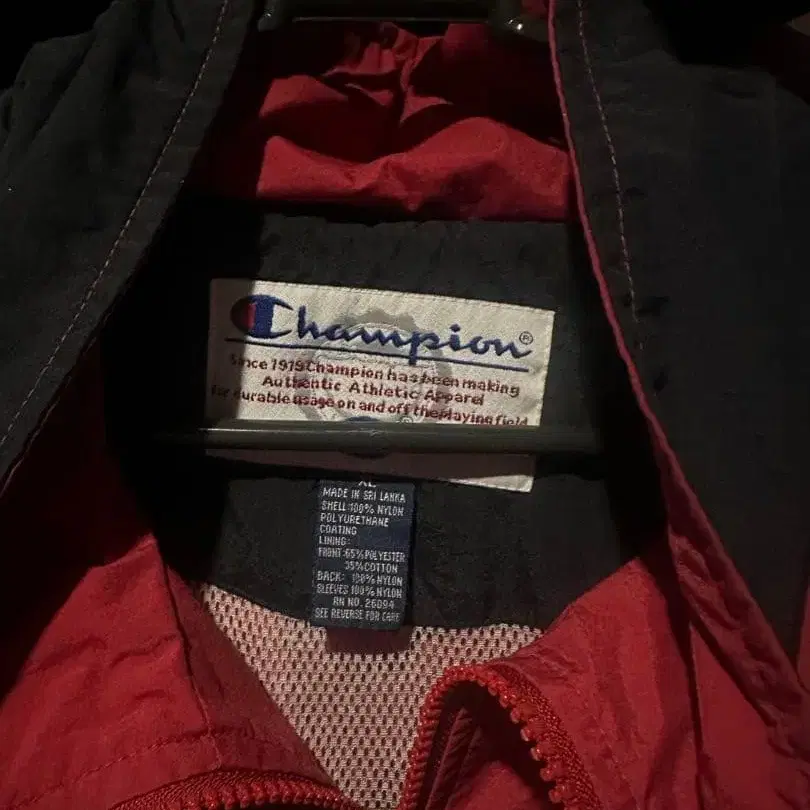 Champion®
Since 1919 Champion has been making
Authentic Athletic Apparel
for durable usage on and off the playing field
®
XL
MADE IN SRI LANKA
SHELL:100% NYLON
POLYURETHANE
COATING
LINING:
FRONT:65%POLYESTER
35%COTTON
BACK: 100% NYLON
SLEEVES 100% NYLON
RN NO. 26094
SEE REVERSE FOR CARE